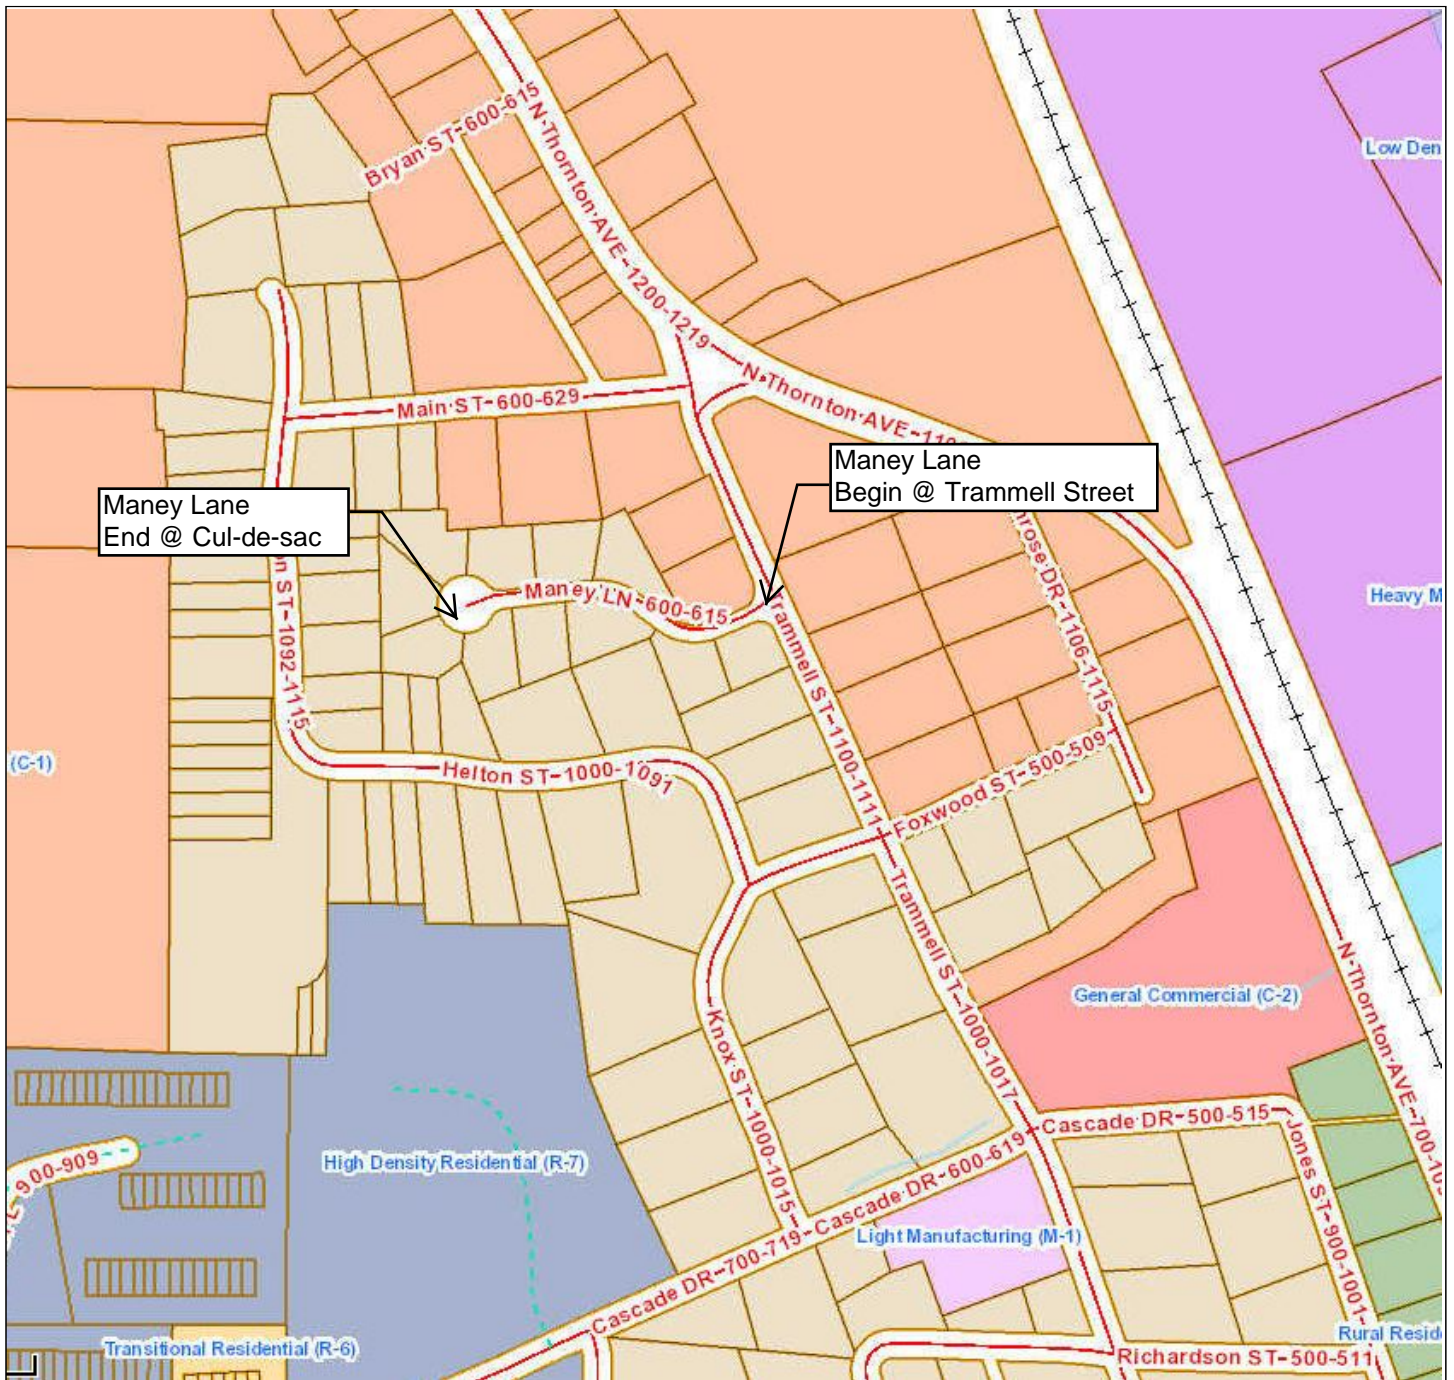 Bryan ST-600-615
N Thornton AVE-1200-1219
Low Den
Main ST-600-629
N Thornton AVE-110
Maney Lane
Begin @ Trammell Street
Maney Lane
End @ Cul-de-sac
on ST-1092-1115
Maney LN-600-615
nrose DR-1106-1115
Heavy M
Trammell ST-1100-1111
(C-1)
Helton ST-1000-1091
Foxwood ST-500-509
Trammell ST-1000-1017
N Thornton AVE-700-109
General Commercial (C-2)
Knox ST-1000-1015
Cascade DR-500-515
Cascade DR-600-619
Jones ST-900-1001
900-909
High Density Residential (R-7)
Light Manufacturing (M-1)
Cascade DR-700-719
Transitional Residential (R-6)
Rural Resid
Richardson ST-500-511